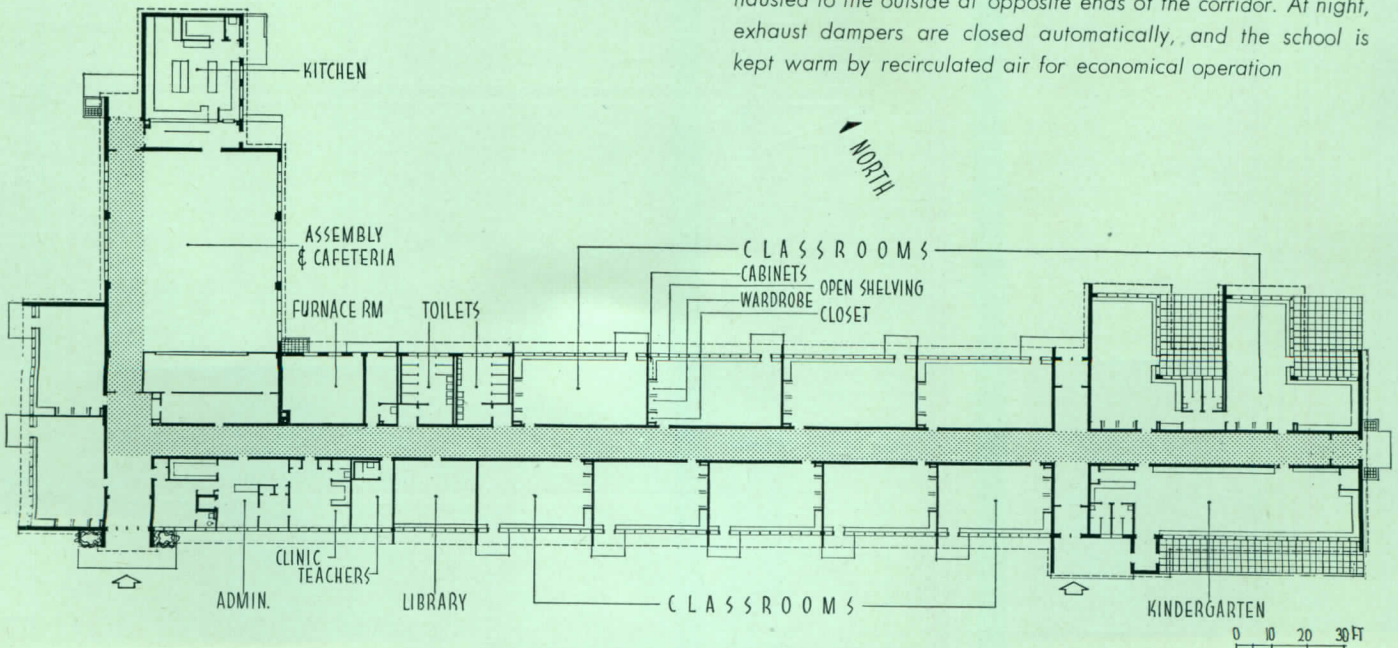 hausted to the outside at opposite ends of the corridor. At night,
exhaust dampers are closed automatically, and the school is
kept warm by recirculated air for economical operation
KITCHEN
NORTH
ASSEMBLY
& CAFETERIA
CLASSROOMS
CABINETS
OPEN SHELVING
WARDROBE
CLOSET
FURNACE RM
TOILETS
CLINIC
TEACHERS
ADMIN.
LIBRARY
CLASSROOMS
KINDERGARTEN
0 10 20 30 FT